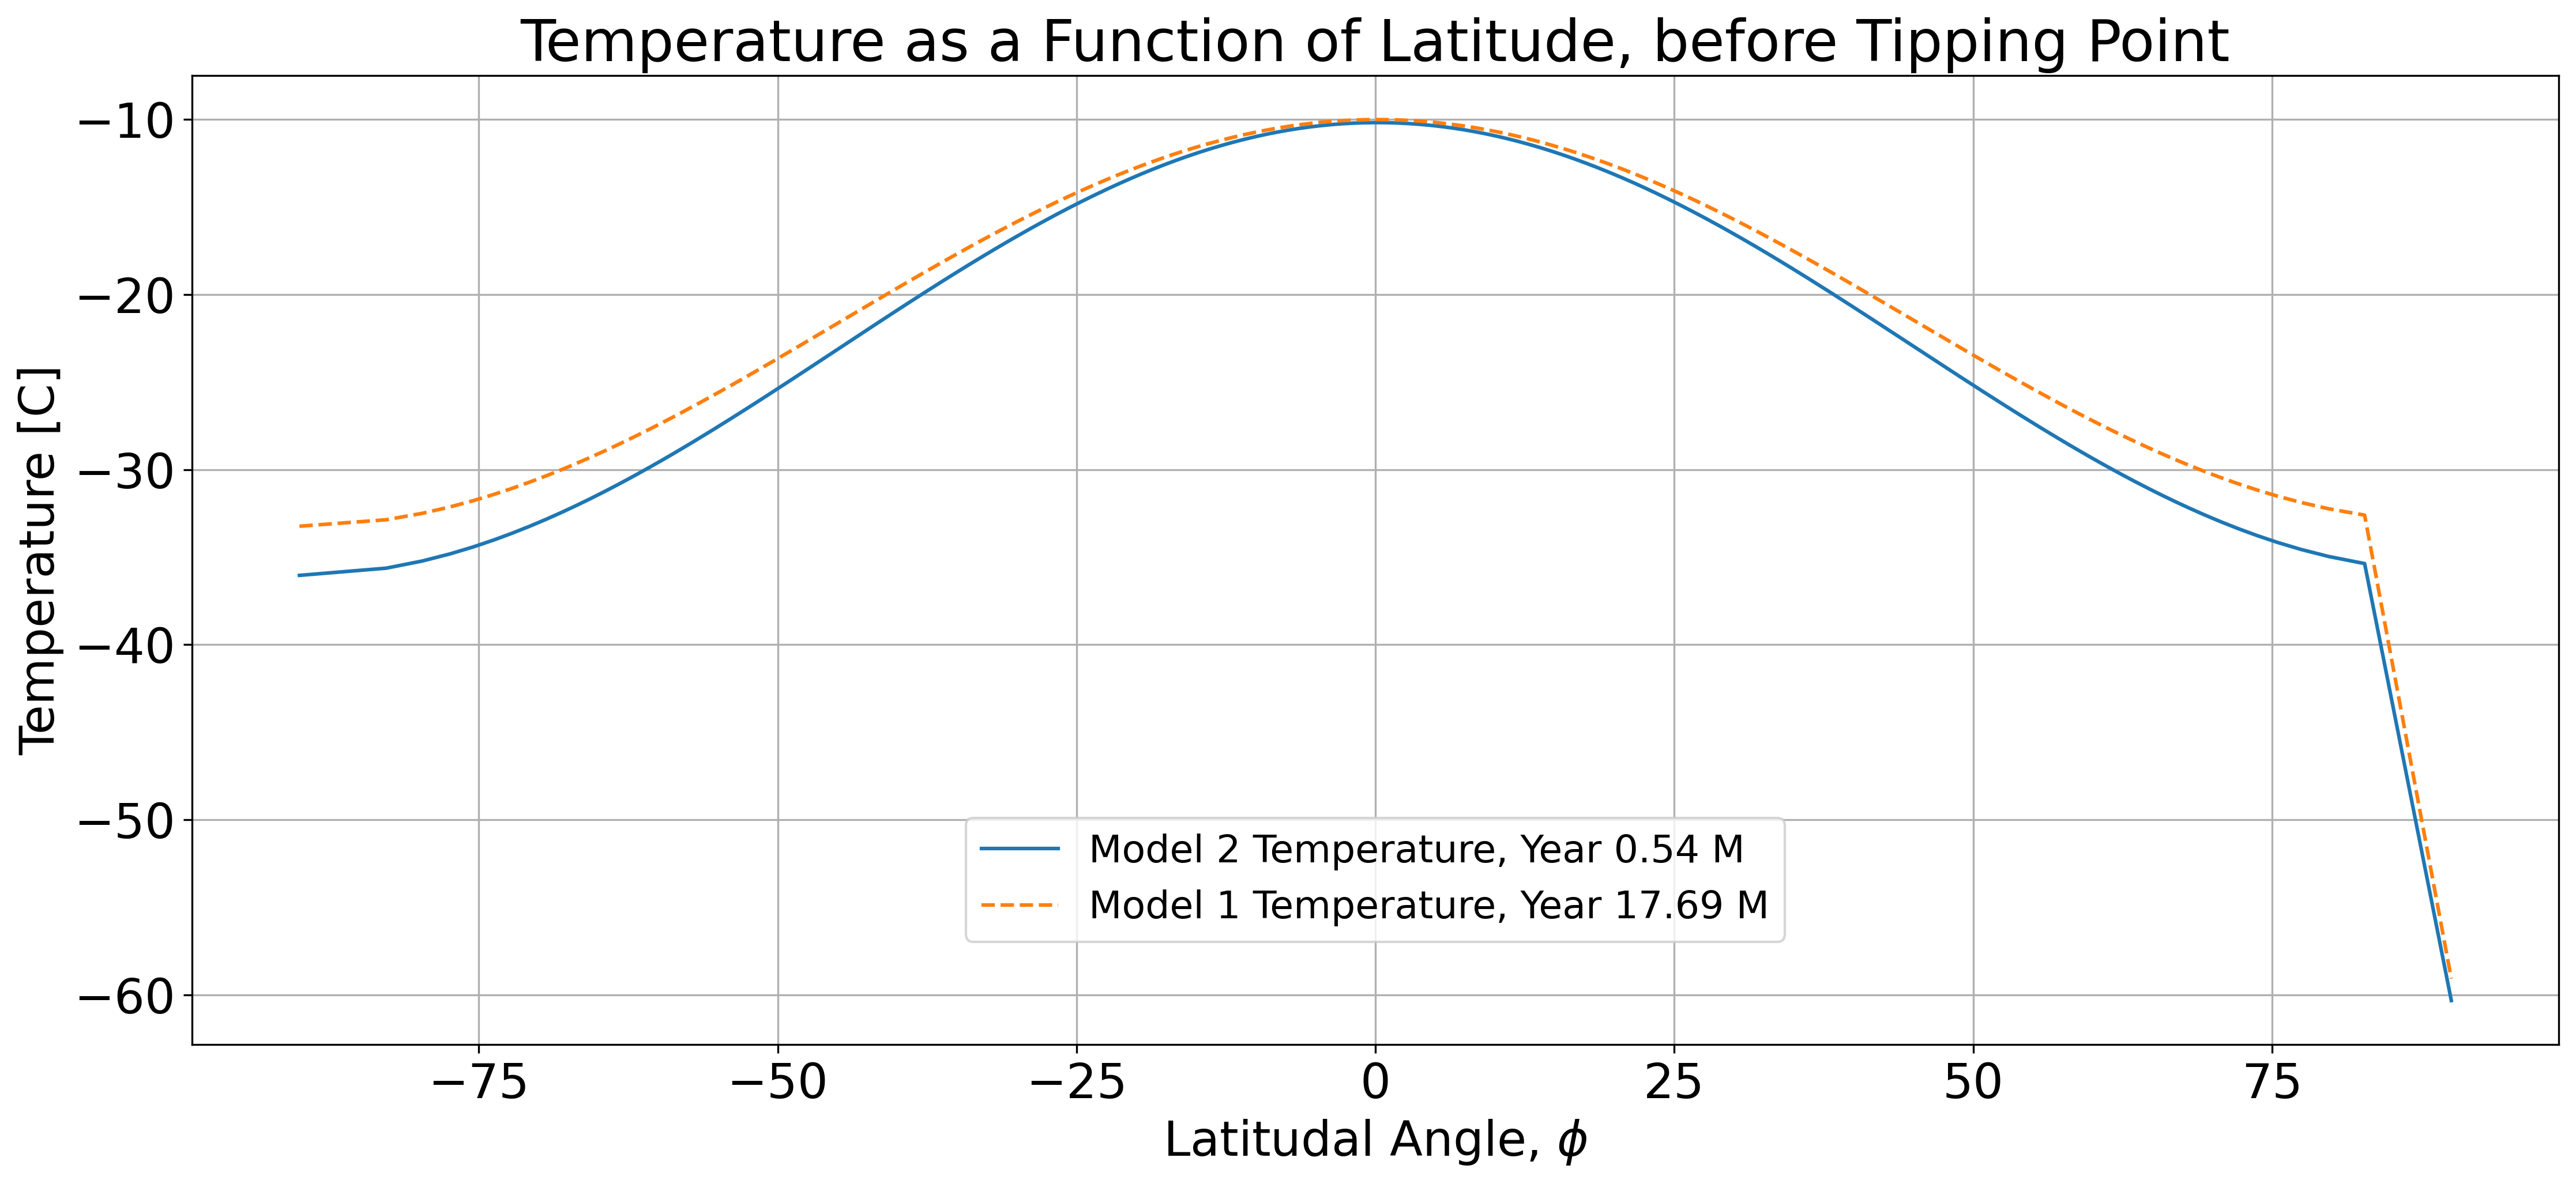 Temperature as a Function of Latitude, before Tipping Point
Temperature [C]
−10
−20
−30
−40
−50
−60
Model 2 Temperature, Year 0.54 M
Model 1 Temperature, Year 17.69 M
−75 −50 −25 0 25 50 75
Latitudal Angle, ϕ